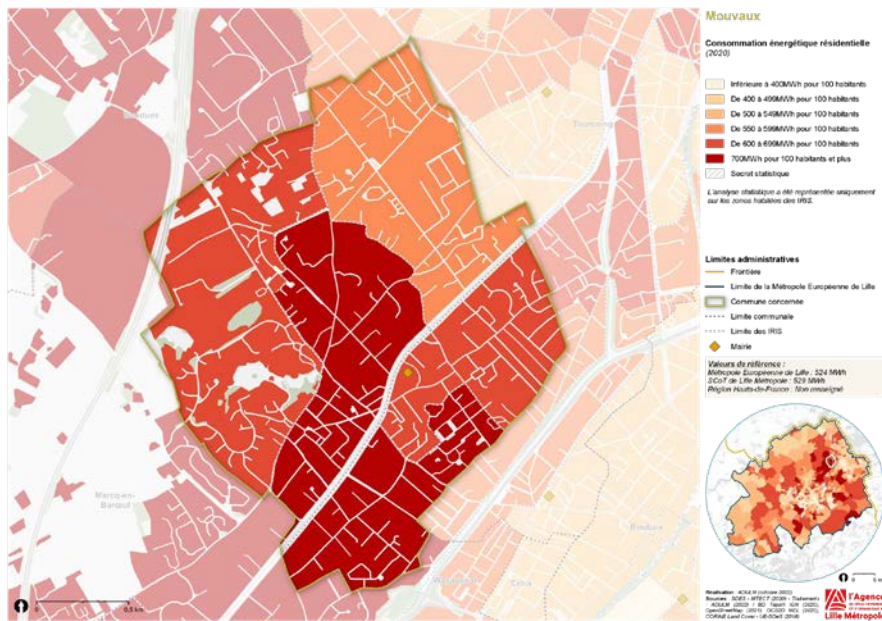 Mouvaux
Consommation énergétique résidentielle
(2020)
Inférieure à 400MWh pour 100 habitants
De 400 à 499MWh pour 100 habitants
De 500 à 549MWh pour 100 habitants
De 550 à 599MWh pour 100 habitants
De 600 à 699MWh pour 100 habitants
700MWh pour 100 habitants et plus
Secret statistique
L'analyse statistique a été représentée uniquement
sur les zones habitées des IRIS.
Limites administratives
Frontière
Limite de la Métropole Européenne de Lille
Commune concernée
Limite communale
Limite des IRIS
Mairie
Valeurs de référence :
Métropole Européenne de Lille : 524 MWh
SCoT de Lille Métropole : 529 MWh
Région Hauts-de-France : Non renseigné
Bondues
Tourcoing
Marcq-en-
Barœul
Wasquehal
Croix
Roubaix
0
0,5 km
0
l'Agence
Lille Métropole